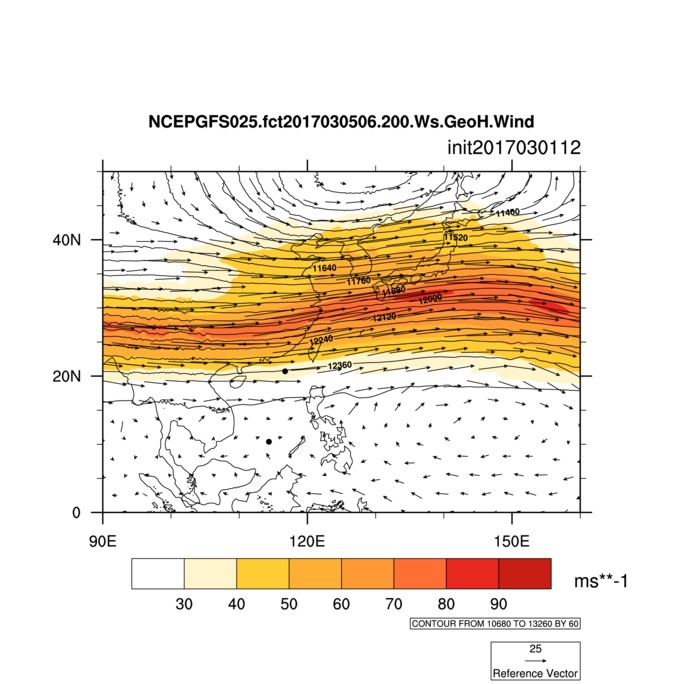 NCEPGFS025.fct2017030506.200.Ws.GeoH.Wind
init2017030112
11460
40N
11520
11640
11760
11880
12000
12120
12240
12360
20N
0
90E 120E 150E
ms**-1
30 40 50 60 70 80 90
CONTOUR FROM 10680 TO 13260 BY 60
25
Reference Vector